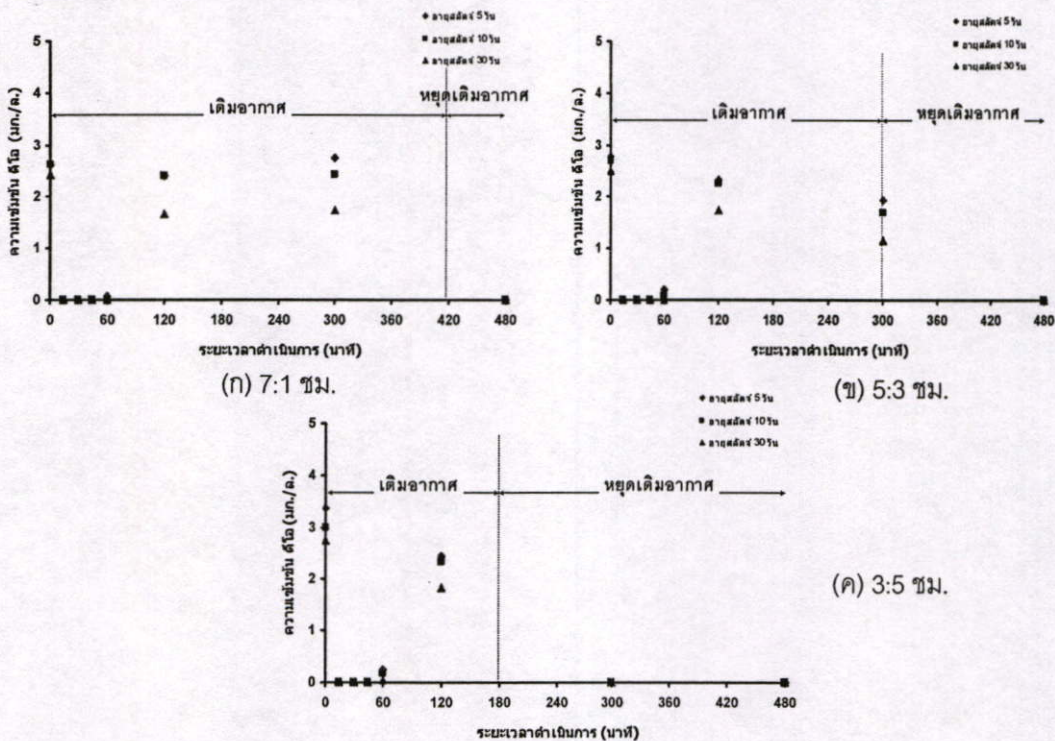 ◆ อายุสลัดจ์ 5 วัน
■ อายุสลัดจ์ 10 วัน
▲ อายุสลัดจ์ 30 วัน
ความเข้มข้น ดีโอ (มก./ล.)
5
4
3
2
1
0
เติมอากาศ
หยุดเติมอากาศ
0 60 120 180 240 300 360 420 480
ระยะเวลาดำเนินการ (นาที)
(ก) 7:1 ชม.
◆ อายุสลัดจ์ 5 วัน
■ อายุสลัดจ์ 10 วัน
▲ อายุสลัดจ์ 30 วัน
ความเข้มข้น ดีโอ (มก./ล.)
5
4
3
2
1
0
เติมอากาศ
หยุดเติมอากาศ
0 60 120 180 240 300 360 420 480
ระยะเวลาดำเนินการ (นาที)
(ข) 5:3 ชม.
◆ อายุสลัดจ์ 5 วัน
■ อายุสลัดจ์ 10 วัน
▲ อายุสลัดจ์ 30 วัน
ความเข้มข้น ดีโอ (มก./ล.)
5
4
3
2
1
0
เติมอากาศ
หยุดเติมอากาศ
0 60 120 180 240 300 360 420 480
ระยะเวลาดำเนินการ (นาที)
(ค) 3:5 ชม.